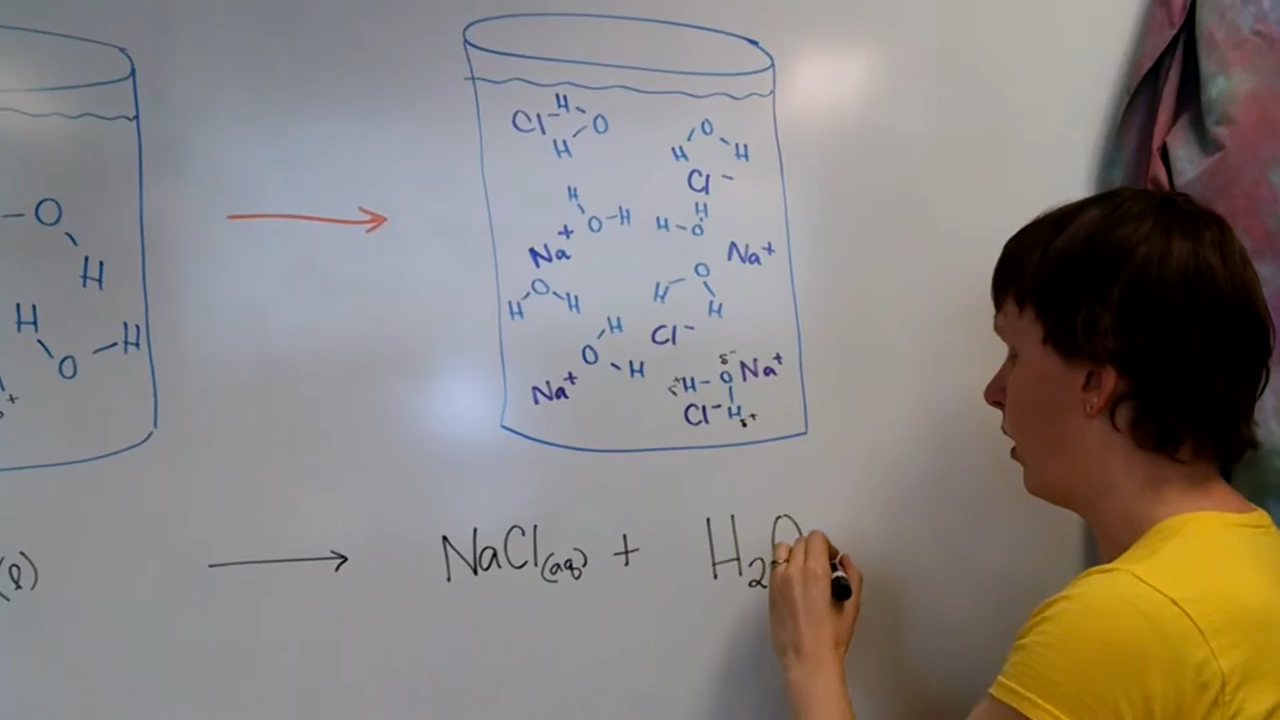 H
Cl⁻ O
H
O
H H
Cl⁻
H
O-H
H
H-O
Na⁺
Na⁺
-O
H
O
H H
O
H H
H
O
H
Cl⁻
H H
O
δ⁻
O Na⁺
δ⁺H-
Na⁺
Cl⁻ H δ⁺
(l) → NaCl(aq) + H₂O